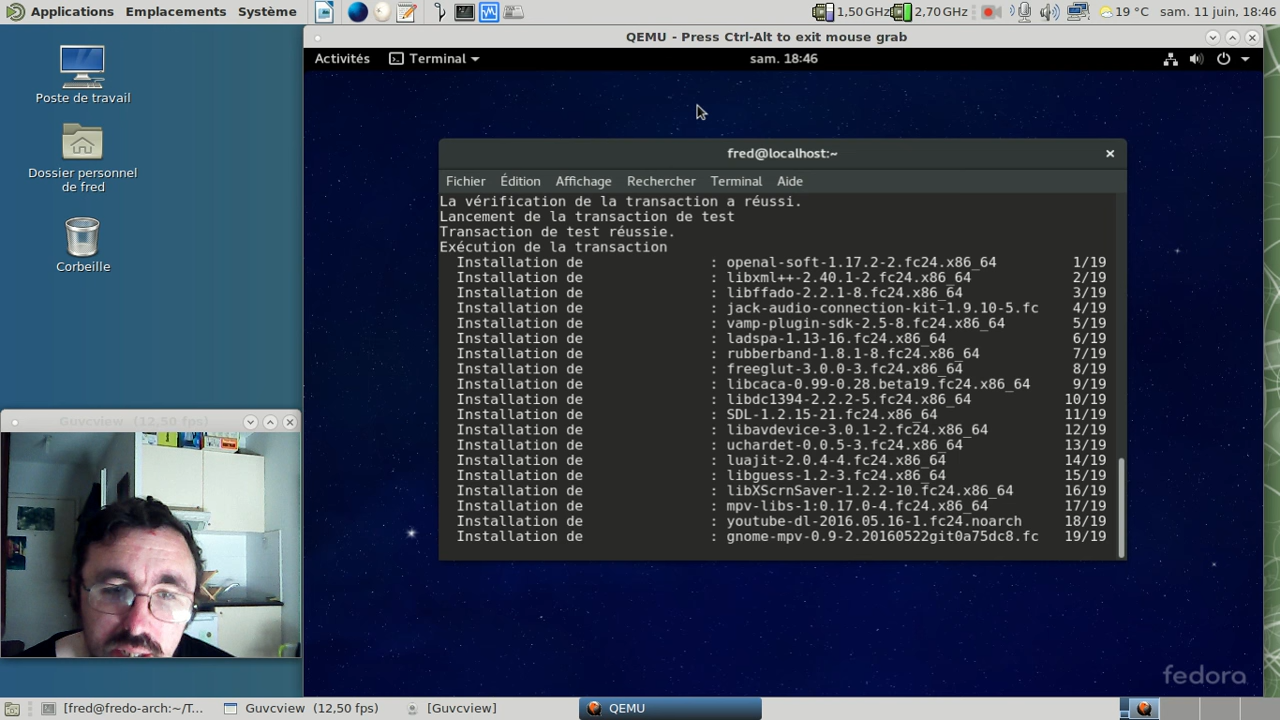 Applications Emplacements Système 1,50 GHz 2,70 GHz 19 °C sam. 11 juin, 18:46
QEMU - Press Ctrl-Alt to exit mouse grab
Activités Terminal sam. 18:46
Poste de travail
Dossier personnel
de fred
Corbeille
fred@localhost:~
Fichier Édition Affichage Rechercher Terminal Aide
La vérification de la transaction a réussi.
Lancement de la transaction de test
Transaction de test réussie.
Exécution de la transaction
Installation de : openal-soft-1.17.2-2.fc24.x86_64 1/19
Installation de : libxml++-2.40.1-2.fc24.x86_64 2/19
Installation de : libffado-2.2.1-8.fc24.x86_64 3/19
Installation de : jack-audio-connection-kit-1.9.10-5.fc 4/19
Installation de : vamp-plugin-sdk-2.5-8.fc24.x86_64 5/19
Installation de : ladspa-1.13-16.fc24.x86_64 6/19
Installation de : rubberband-1.8.1-8.fc24.x86_64 7/19
Installation de : freeglut-3.0.0-3.fc24.x86_64 8/19
Installation de : libcaca-0.99-0.28.beta19.fc24.x86_64 9/19
Installation de : libdc1394-2.2.2-5.fc24.x86_64 10/19
Installation de : SDL-1.2.15-21.fc24.x86_64 11/19
Installation de : libavdevice-3.0.1-2.fc24.x86_64 12/19
Installation de : uchardet-0.0.5-3.fc24.x86_64 13/19
Installation de : luajit-2.0.4-4.fc24.x86_64 14/19
Installation de : libguess-1.2-3.fc24.x86_64 15/19
Installation de : libXScrnSaver-1.2.2-10.fc24.x86_64 16/19
Installation de : mpv-libs-1:0.17.0-4.fc24.x86_64 17/19
Installation de : youtube-dl-2016.05.16-1.fc24.noarch 18/19
Installation de : gnome-mpv-0.9-2.20160522git0a75dc8.fc 19/19
Guvcview (12,50 fps)
fedora
[fred@fredo-arch:~/T... Guvcview (12,50 fps) [Guvcview] QEMU